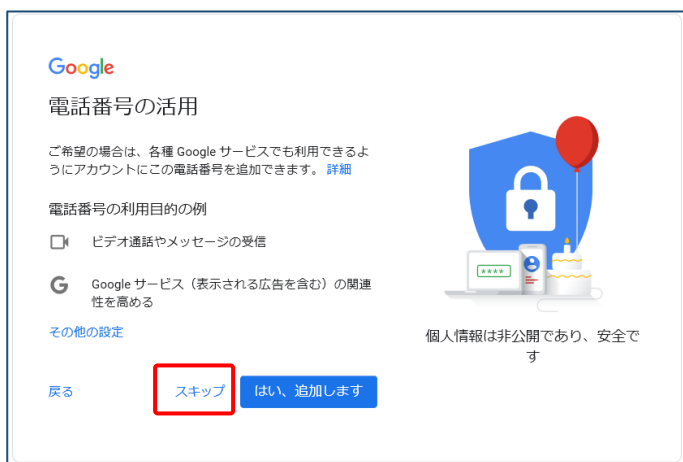 Google
電話番号の活用
ご希望の場合は、各種 Google サービスでも利用できるよ
うにアカウントにこの電話番号を追加できます。 詳細
電話番号の利用目的の例
ビデオ通話やメッセージの受信
G Google サービス（表示される広告を含む）の関連
性を高める
その他の設定
****
個人情報は非公開であり、安全で
す
戻る スキップ はい、追加します